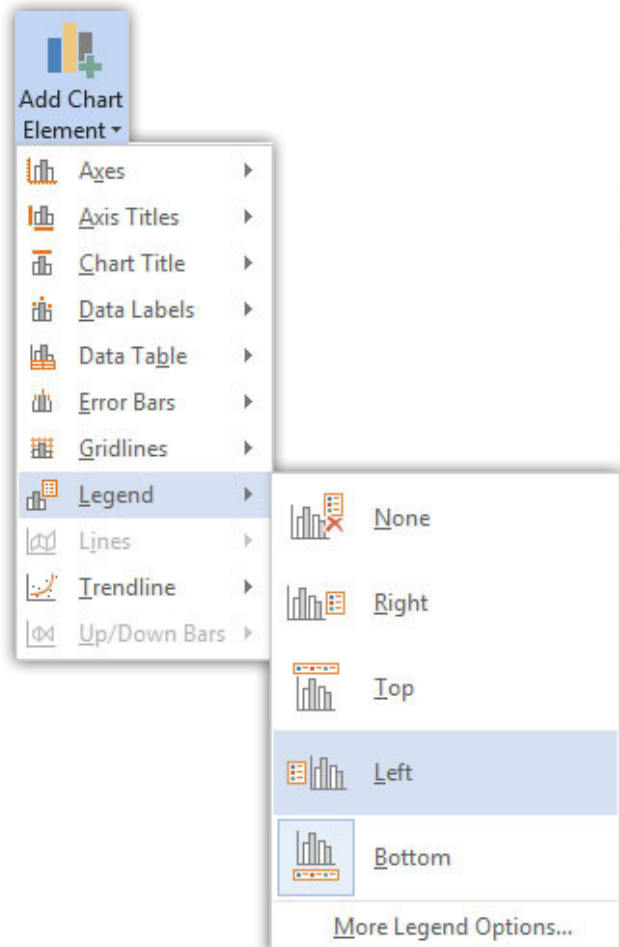 Add Chart
Element
Axes
Axis Titles
Chart Title
Data Labels
Data Table
Error Bars
Gridlines
Legend
Lines
Trendline
Up/Down Bars
None
Right
Top
Left
Bottom
More Legend Options...